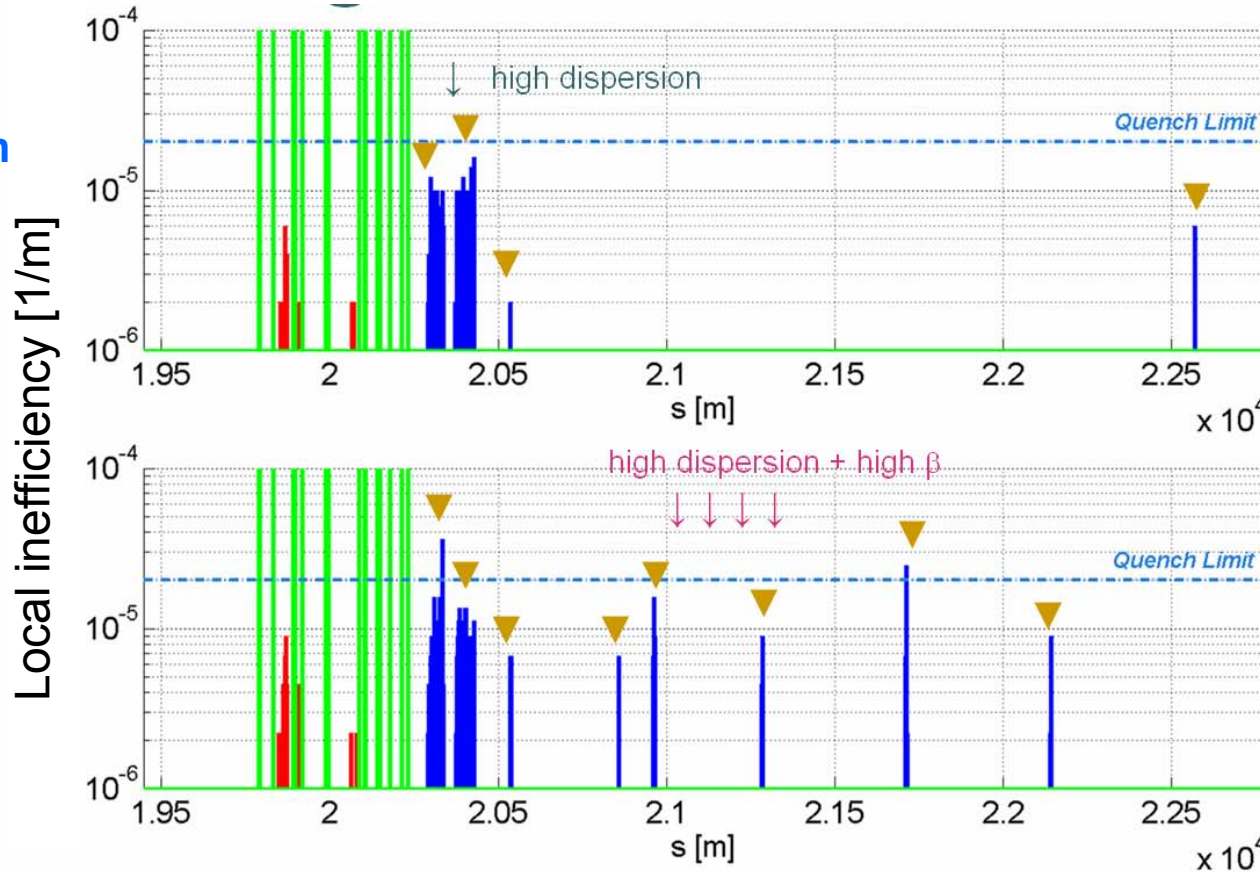 10-4
↓ high dispersion
Quench Limit
n
10-5
10-6
1.95 2 2.05 2.1 2.15 2.2 2.25
s [m]
x 104
Local inefficiency [1/m]
high dispersion + high β
10-4
↓ ↓ ↓ ↓
Quench Limit
10-5
10-6
1.95 2 2.05 2.1 2.15 2.2 2.25
s [m]
x 104